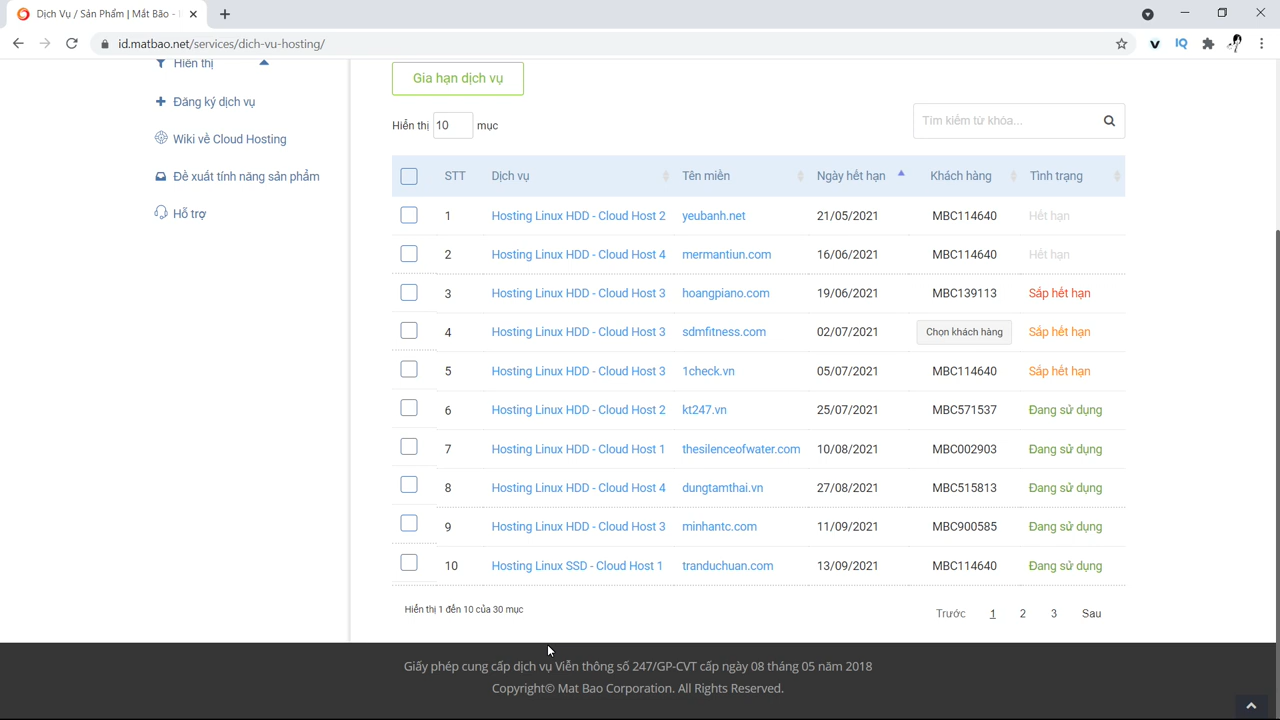 Dịch Vụ / Sản Phẩm | Mắt Bão -
id.matbao.net/services/dich-vu-hosting/
IQ
Hiển thị
Đăng ký dịch vụ
Wiki về Cloud Hosting
Đề xuất tính năng sản phẩm
Hỗ trợ
Gia hạn dịch vụ
Hiển thị 10 mục
Tìm kiếm từ khóa...
STT Dịch vụ Tên miền Ngày hết hạn Khách hàng Tình trạng
1 Hosting Linux HDD - Cloud Host 2 yeubanh.net 21/05/2021 MBC114640 Hết hạn
2 Hosting Linux HDD - Cloud Host 4 mermantiun.com 16/06/2021 MBC114640 Hết hạn
3 Hosting Linux HDD - Cloud Host 3 hoangpiano.com 19/06/2021 MBC139113 Sắp hết hạn
4 Hosting Linux HDD - Cloud Host 3 sdmfitness.com 02/07/2021 Chọn khách hàng Sắp hết hạn
5 Hosting Linux HDD - Cloud Host 3 1check.vn 05/07/2021 MBC114640 Sắp hết hạn
6 Hosting Linux HDD - Cloud Host 2 kt247.vn 25/07/2021 MBC571537 Đang sử dụng
7 Hosting Linux HDD - Cloud Host 1 thesilenceofwater.com 10/08/2021 MBC002903 Đang sử dụng
8 Hosting Linux HDD - Cloud Host 4 dungtamthai.vn 27/08/2021 MBC515813 Đang sử dụng
9 Hosting Linux HDD - Cloud Host 3 minhantc.com 11/09/2021 MBC900585 Đang sử dụng
10 Hosting Linux SSD - Cloud Host 1 tranduchuan.com 13/09/2021 MBC114640 Đang sử dụng
Hiển thị 1 đến 10 của 30 mục
Trước 1 2 3 Sau
Giấy phép cung cấp dịch vụ Viễn thông số 247/GP-CVT cấp ngày 08 tháng 05 năm 2018
Copyright© Mat Bao Corporation. All Rights Reserved.